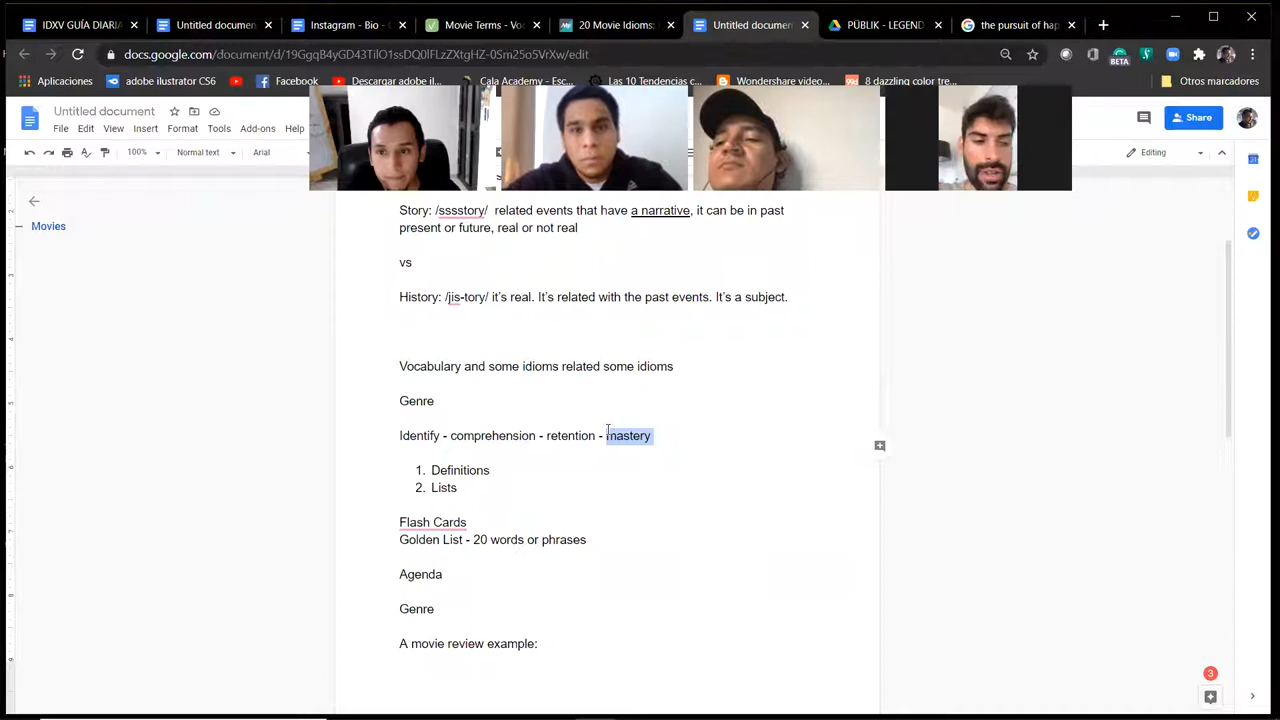 IDXV GUÍA DIARIA
Untitled documen
Instagram - Bio - G
Movie Terms - Voc
20 Movie Idioms:
Untitled documen
PÜBLIK - LEGEND
the pursuit of hap
docs.google.com/document/d/19GgqB4yGD43TilO1ssDQ0lFLzZXtgHZ-0Sm25o5VrXw/edit
BETA
Aplicaciones
adobe ilustrator CS6
Facebook
Descargar adobe il...
Cala Academy - Esc...
Las 10 Tendencias c...
Wondershare video...
8 dazzling color tre...
Otros marcadores
Untitled document
File Edit View Insert Format Tools Add-ons Help
Share
100% Normal text Arial
Editing
Movies
Story: /sssstory/ related events that have a narrative, it can be in past
present or future, real or not real
vs
History: /jis-tory/ it's real. It's related with the past events. It's a subject.
Vocabulary and some idioms related some idioms
Genre
Identify - comprehension - retention - mastery
1. Definitions
2. Lists
Flash Cards
Golden List - 20 words or phrases
Agenda
Genre
A movie review example:
3